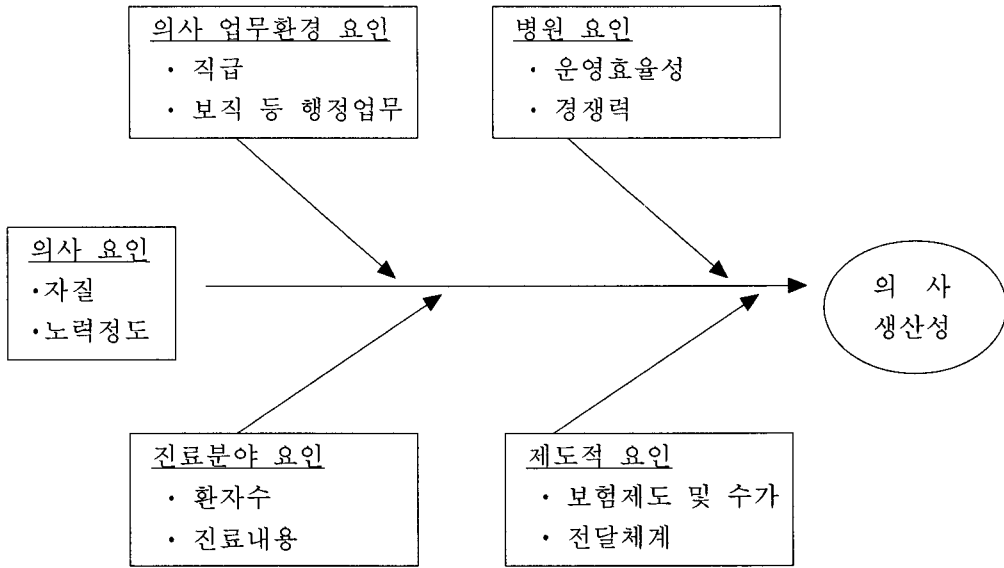 의사 업무환경 요인
· 직급
· 보직 등 행정업무
병원 요인
· 운영효율성
· 경쟁력
의사 요인
·자질
·노력정도
의 사
생산성
진료분야 요인
· 환자수
· 진료내용
제도적 요인
· 보험제도 및 수가
· 전달체계